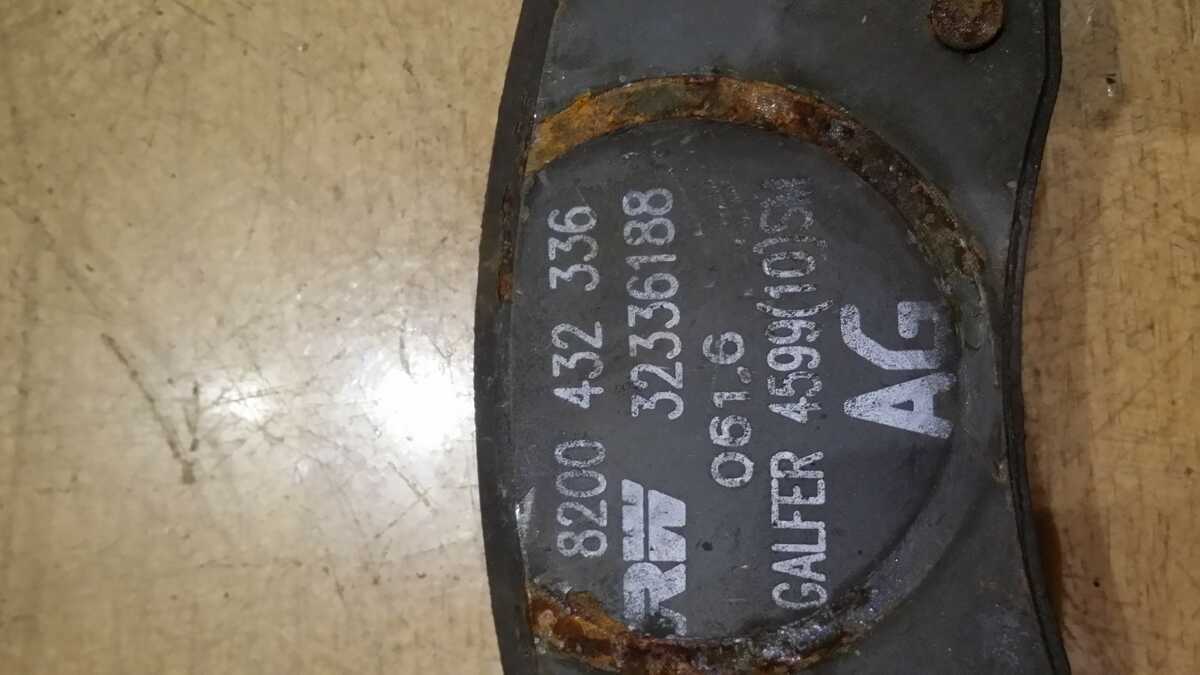 8200 432 336
TRW 32336188
061.6
GALFER 4599(10)SM
AG